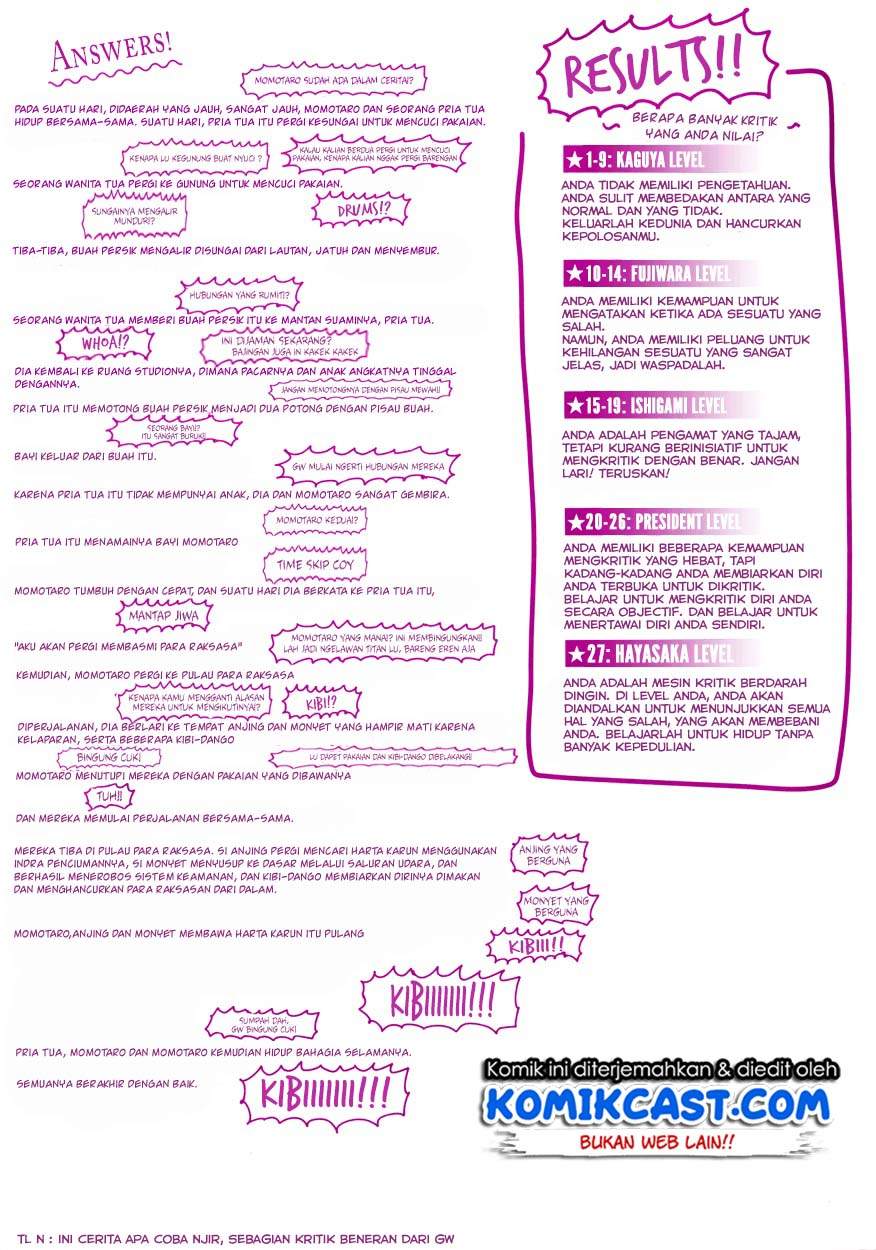 ANSWERS!
MOMOTARO SUDAH ADA DALAM CERITA!?
PADA SUATU HARI, DIDAERAH YANG JAUH, SANGAT JAUH, MOMOTARO DAN SEORANG PRIA TUA
HIDUP BERSAMA-SAMA. SUATU HARI, PRIA TUA ITU PERGI KESUNGAI UNTUK MENCUCI PAKAIAN.
KENAPA LU KEGUNUNG BUAT NYUCI ?
KALAU KALIAN BERDUA PERGI UNTUK MENCUCI
PAKAIAN, KENAPA KALIAN NGGAK PERGI BARENGAN
SEORANG WANITA TUA PERGI KE GUNUNG UNTUK MENCUCI PAKAIAN.
SUNGAINYA MENGALIR
MUNDUR!?
DRUMS!?
TIBA-TIBA, BUAH PERSIK MENGALIR DISUNGAI DARI LAUTAN, JATUH DAN MENYEMBUR.
HUBUNGAN YANG RUMIT!?
SEORANG WANITA TUA MEMBERI BUAH PERSIK ITU KE MANTAN SUAMINYA, PRIA TUA.
WHOA!?
INI DIJAMAN SEKARANG?
BAJINGAN JUGA IN KAKEK KAKEK
DIA KEMBALI KE RUANG STUDIONYA, DIMANA PACARNYA DAN ANAK ANGKATNYA TINGGAL
DENGANNYA.
JANGAN MEMOTONGNYA DENGAN PISAU MEWAH!!
PRIA TUA ITU MEMOTONG BUAH PERSIK MENJADI DUA POTONG DENGAN PISAU BUAH.
SEORANG BAYI!?
ITU SANGAT BURUK!!
BAYI KELUAR DARI BUAH ITU.
GW MULAI NGERTI HUBUNGAN MEREKA
KARENA PRIA TUA ITU TIDAK MEMPUNYAI ANAK, DIA DAN MOMOTARO SANGAT GEMBIRA.
MOMOTARO KEDUA!?
PRIA TUA ITU MENAMAINYA BAYI MOMOTARO
TIME SKIP COY
MOMOTARO TUMBUH DENGAN CEPAT, DAN SUATU HARI DIA BERKATA KE PRIA TUA ITU,
MANTAP JIWA
"AKU AKAN PERGI MEMBASMI PARA RAKSASA"
MOMOTARO YANG MANA!? INI MEMBINGUNGKAN!!
LAH JADI NGELAWAN TITAN LU, BARENG EREN AJA
KEMUDIAN, MOMOTARO PERGI KE PULAU PARA RAKSASA
KENAPA KAMU MENGGANTI ALASAN
MEREKA UNTUK MENGIKUTINYA!?
KIBI!?
DIPERJALANAN, DIA BERLARI KE TEMPAT ANJING DAN MONYET YANG HAMPIR MATI KARENA
KELAPARAN, SERTA BEBERAPA KIBI-DANGO
BINGUNG CUKI
LU DAPET PAKAIAN DAN KIBI-DANGO DIBELAKANG!!
MOMOTARO MENUTUPI MEREKA DENGAN PAKAIAN YANG DIBAWANYA
TUH!!
DAN MEREKA MEMULAI PERJALANAN BERSAMA-SAMA.
MEREKA TIBA DI PULAU PARA RAKSASA. SI ANJING PERGI MENCARI HARTA KARUN MENGGUNAKAN
INDRA PENCIUMANNYA, SI MONYET MENYUSUP KE DASAR MELALUI SALURAN UDARA, DAN
BERHASIL MENEROBOS SISTEM KEAMANAN, DAN KIBI-DANGO MEMBIARKAN DIRINYA DIMAKAN
DAN MENGHANCURKAN PARA RAKSASAN DARI DALAM.
ANJING YANG
BERGUNA
MONYET YANG
BERGUNA
MOMOTARO,ANJING DAN MONYET MEMBAWA HARTA KARUN ITU PULANG
KIBIII!!
KIBIIIIIII!!!
SUMPAH DAH,
GW BINGUNG CUKI
PRIA TUA, MOMOTARO DAN MOMOTARO KEMUDIAN HIDUP BAHAGIA SELAMANYA.
SEMUANYA BERAKHIR DENGAN BAIK.
KIBIIIIIIII!!!
RESULTS!!
BERAPA BANYAK KRITIK
YANG ANDA NILAI?
★1-9: KAGUYA LEVEL
ANDA TIDAK MEMILIKI PENGETAHUAN.
ANDA SULIT MEMBEDAKAN ANTARA YANG
NORMAL DAN YANG TIDAK.
KELUARLAH KEDUNIA DAN HANCURKAN
KEPOLOSANMU.
★10-14: FUJIWARA LEVEL
ANDA MEMILIKI KEMAMPUAN UNTUK
MENGATAKAN KETIKA ADA SESUATU YANG
SALAH.
NAMUN, ANDA MEMILIKI PELUANG UNTUK
KEHILANGAN SESUATU YANG SANGAT
JELAS, JADI WASPADALAH.
★15-19: ISHIGAMI LEVEL
ANDA ADALAH PENGAMAT YANG TAJAM,
TETAPI KURANG BERINISIATIF UNTUK
MENGKRITIK DENGAN BENAR. JANGAN
LARI! TERUSKAN!
★20-26: PRESIDENT LEVEL
ANDA MEMILIKI BEBERAPA KEMAMPUAN
MENGKRITIK YANG HEBAT, TAPI
KADANG-KADANG ANDA MEMBIARKAN DIRI
ANDA TERBUKA UNTUK DIKRITIK.
BELAJAR UNTUK MENGKRITIK DIRI ANDA
SECARA OBJECTIF. DAN BELAJAR UNTUK
MENERTAWAI DIRI ANDA SENDIRI.
★27: HAYASAKA LEVEL
ANDA ADALAH MESIN KRITIK BERDARAH
DINGIN. DI LEVEL ANDA, ANDA AKAN
DIANDALKAN UNTUK MENUNJUKKAN SEMUA
HAL YANG SALAH, YANG AKAN MEMBEBANI
ANDA. BELAJARLAH UNTUK HIDUP TANPA
BANYAK KEPEDULIAN.
Komik ini diterjemahkan & diedit oleh
KOMIKCAST.COM
BUKAN WEB LAIN!!
TL N : INI CERITA APA COBA NJIR, SEBAGIAN KRITIK BENERAN DARI GW